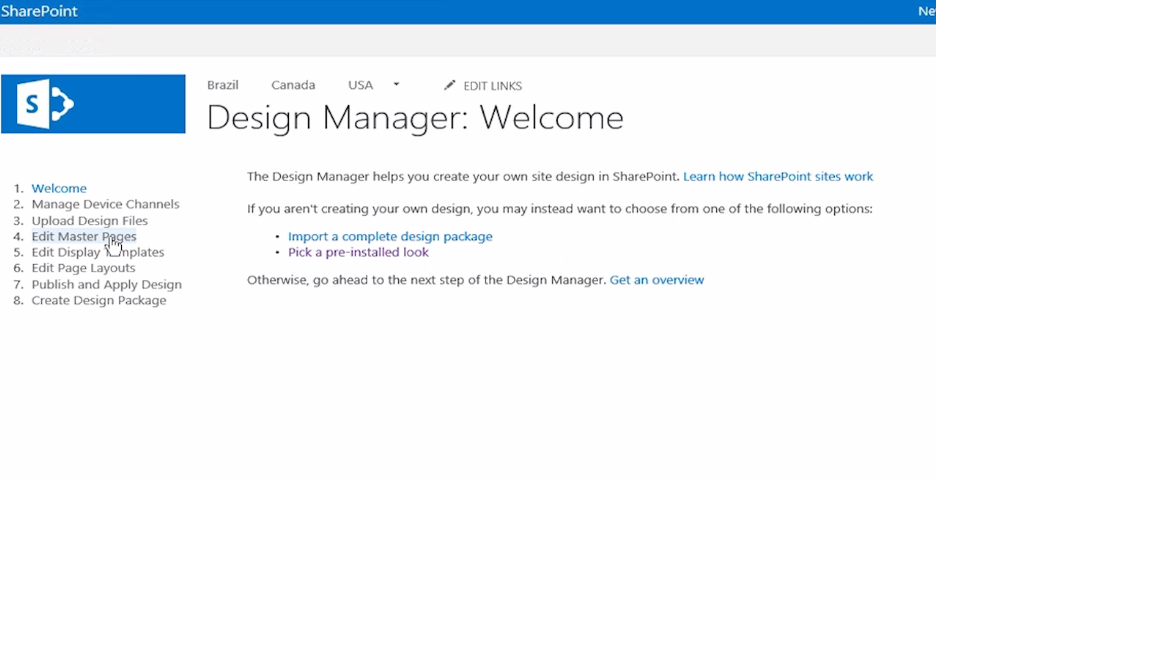 SharePoint
Brazil Canada USA EDIT LINKS
Design Manager: Welcome
The Design Manager helps you create your own site design in SharePoint. Learn how SharePoint sites work
If you aren't creating your own design, you may instead want to choose from one of the following options:
• Import a complete design package
• Pick a pre-installed look
Otherwise, go ahead to the next step of the Design Manager. Get an overview
1. Welcome
2. Manage Device Channels
3. Upload Design Files
4. Edit Master Pages
5. Edit Display
6. Edit Page Layouts
7. Publish and Apply Design
8. Create Design Package